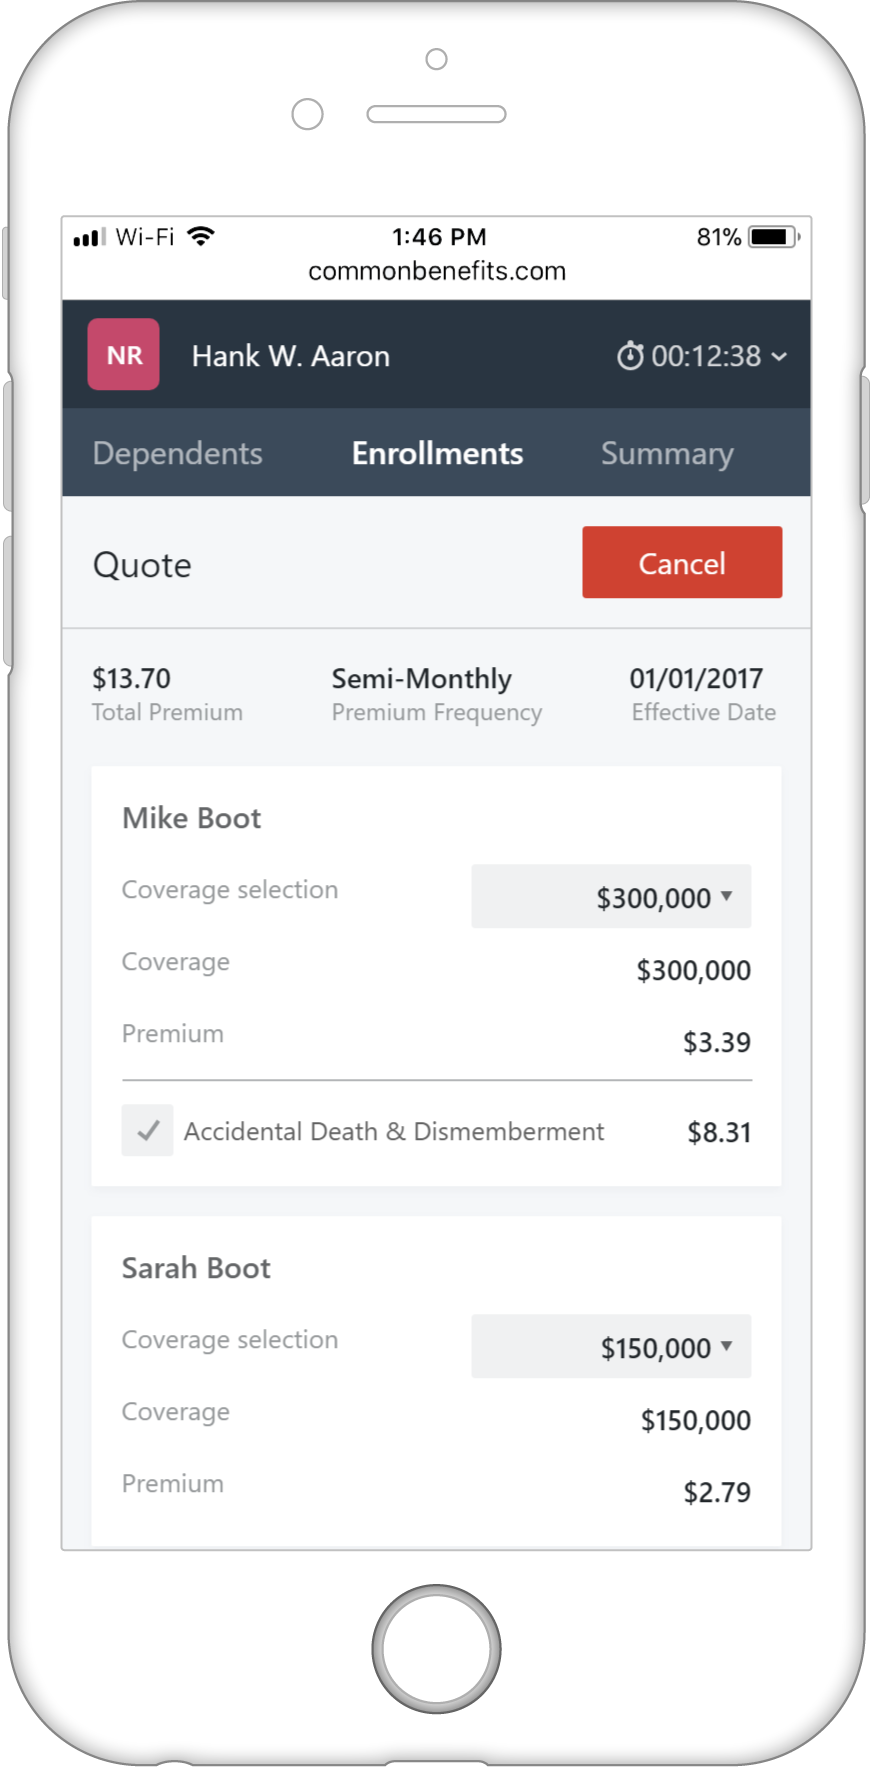 Wi-Fi 1:46 PM 81%
commonbenefits.com
NR Hank W. Aaron 00:12:38
Dependents Enrollments Summary
Quote Cancel
$13.70 Semi-Monthly 01/01/2017
Total Premium Premium Frequency Effective Date
Mike Boot
Coverage selection $300,000
Coverage $300,000
Premium $3.39
Accidental Death & Dismemberment $8.31
Sarah Boot
Coverage selection $150,000
Coverage $150,000
Premium $2.79